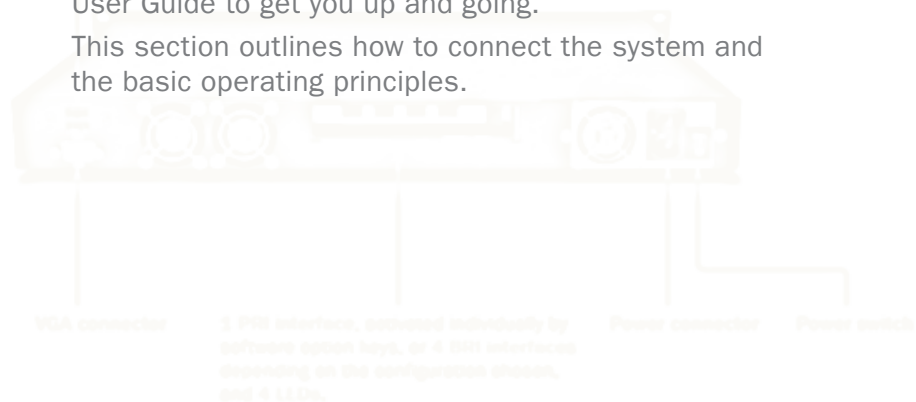 User Guide to get you up and going.
This section outlines how to connect the system and
the basic operating principles.
VGA connector
PRI interface, activated individually by
software option keys, or 4 BRI interfaces
depending on the configuration chosen,
and 4 LEDs.
Power connector
Power switch